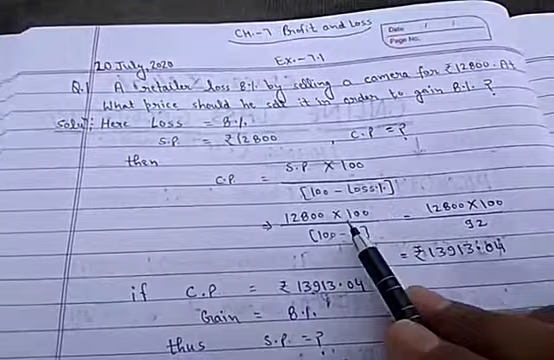 CH.-7 Profit and Loss
Date / /
Page No.
20 July, 2020 Ex.-7.1
Q.1 A retailer loss 8% by selling a camera for ₹12800. At
What price should he sell it in order to gain 8% ?
Solu: Here Loss = 8%
S.P. = ₹12800 , C.P = ?
then
C.P. = S.P. × 100
[100 - Loss%]
⇒ 12800 × 100 = 12800 × 100
[100 - ] 92
= ₹13913.04
if C.P. = ₹13913.04
Gain = 8%
thus S.P. = ?